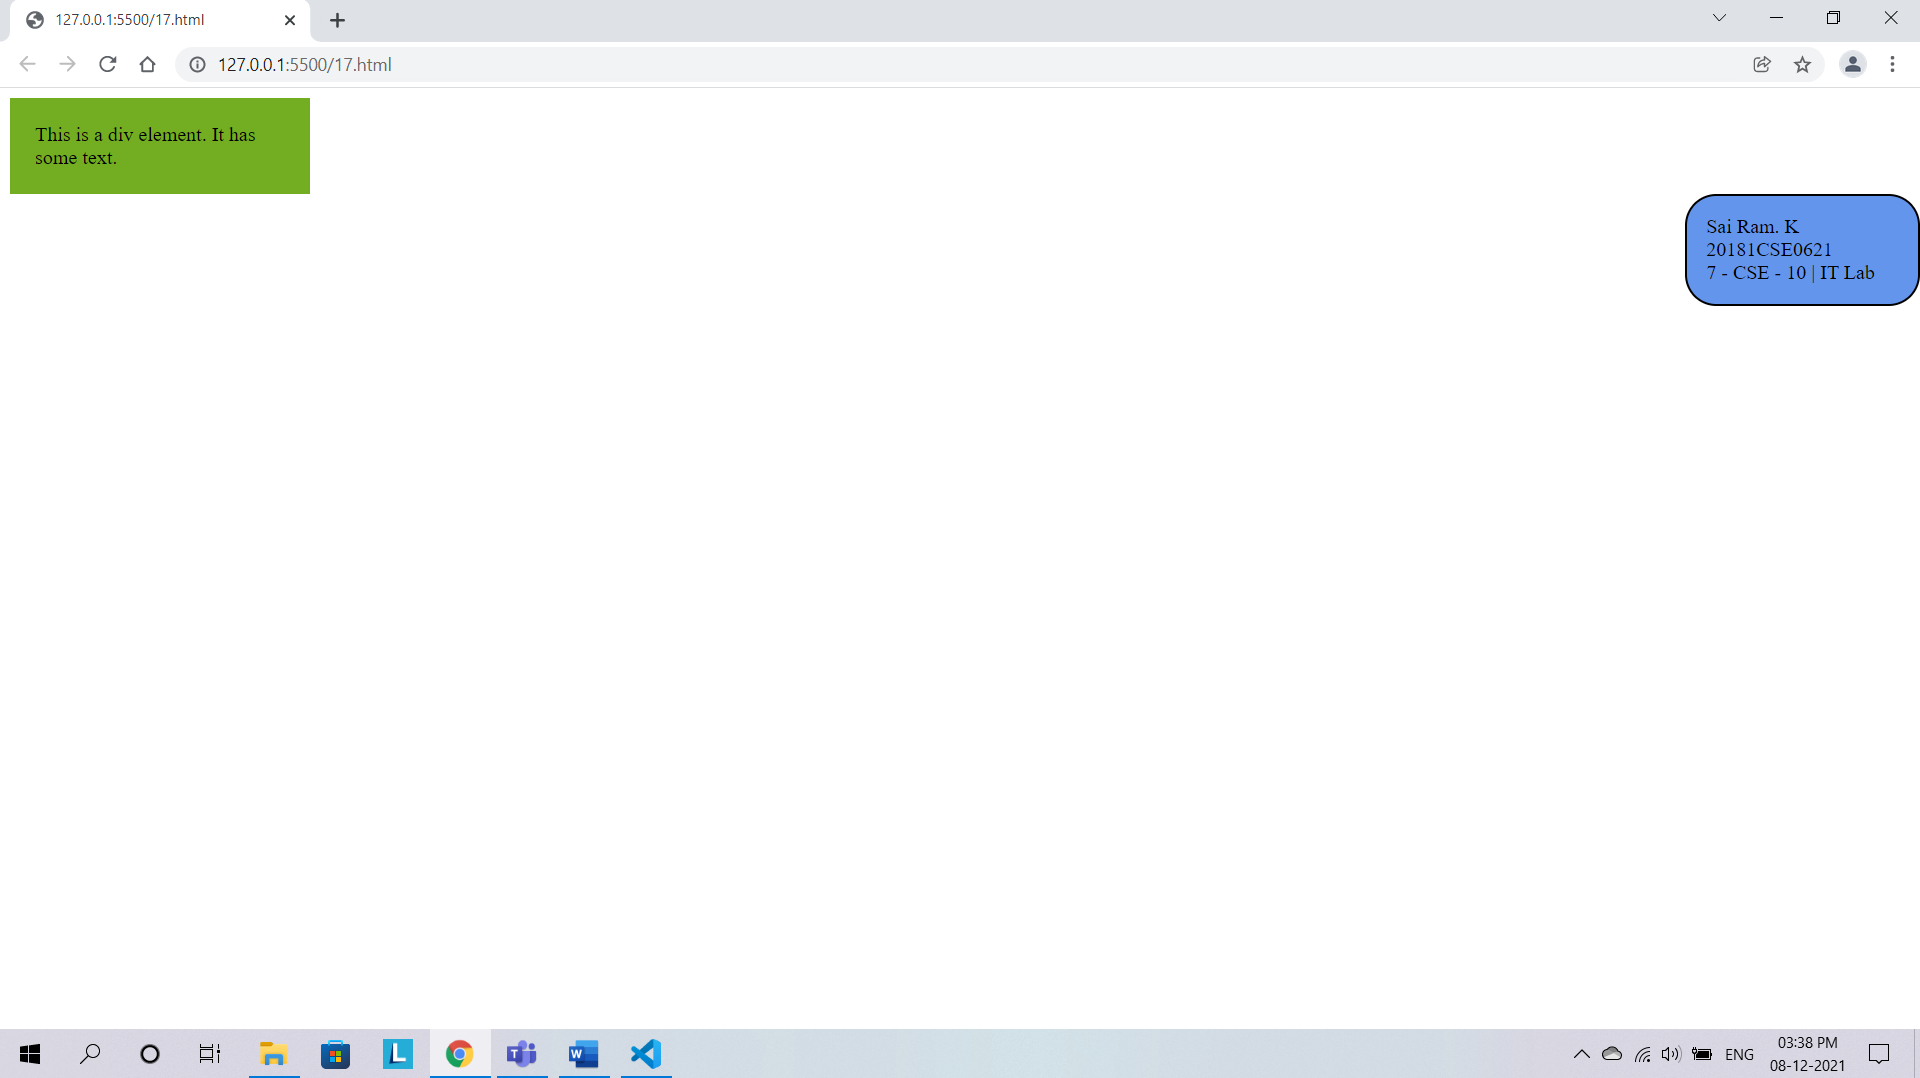 127.0.0.1:5500/17.html
127.0.0.1:5500/17.html
This is a div element. It has
some text.
Sai Ram. K
20181CSE0621
7 - CSE - 10 | IT Lab
L
T
W
ENG
03:38 PM
08-12-2021